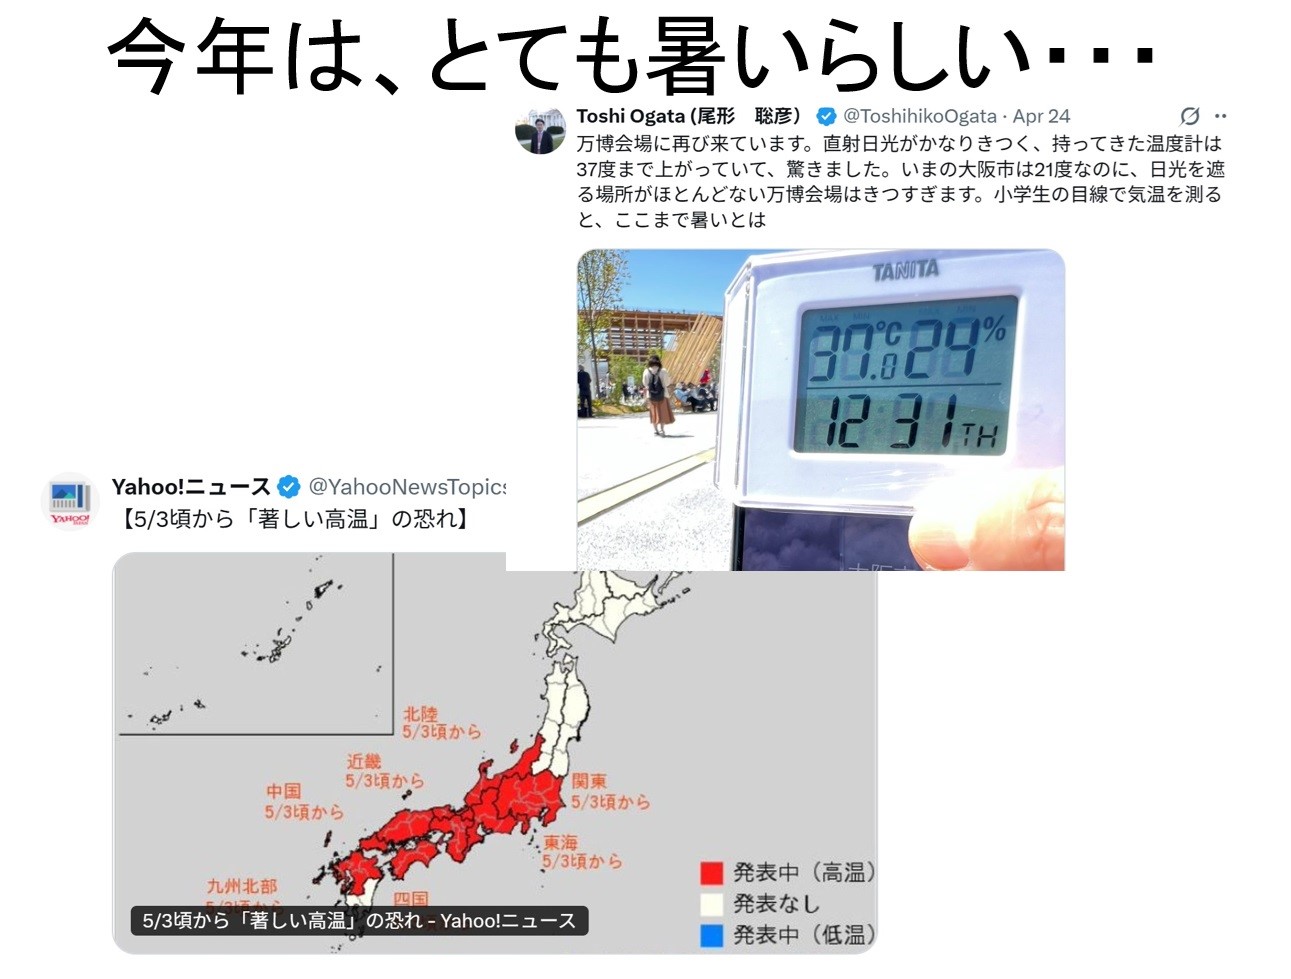 今年は、とても暑いらしい・・・
Toshi Ogata (尾形　聡彦) @ToshihikoOgata · Apr 24
万博会場に再び来ています。直射日光がかなりきつく、持ってきた温度計は
37度まで上がっていて、驚きました。いまの大阪市は21度なのに、日光を遮
る場所がほとんどない万博会場はきつすぎます。小学生の目線で気温を測る
と、ここまで暑いとは
TANITA
MAX MIN MAX MIN
37.0℃ 29%
12 31 TH
Yahoo!ニュース @YahooNewsTopics
YAHOO!
【5/3頃から「著しい高温」の恐れ】
北陸
5/3頃から
近畿
5/3頃から
中国
5/3頃から
関東
5/3頃から
東海
5/3頃から
九州北部
5/3頃から
四国
発表中（高温）
発表なし
発表中（低温）
5/3頃から「著しい高温」の恐れ - Yahoo!ニュース